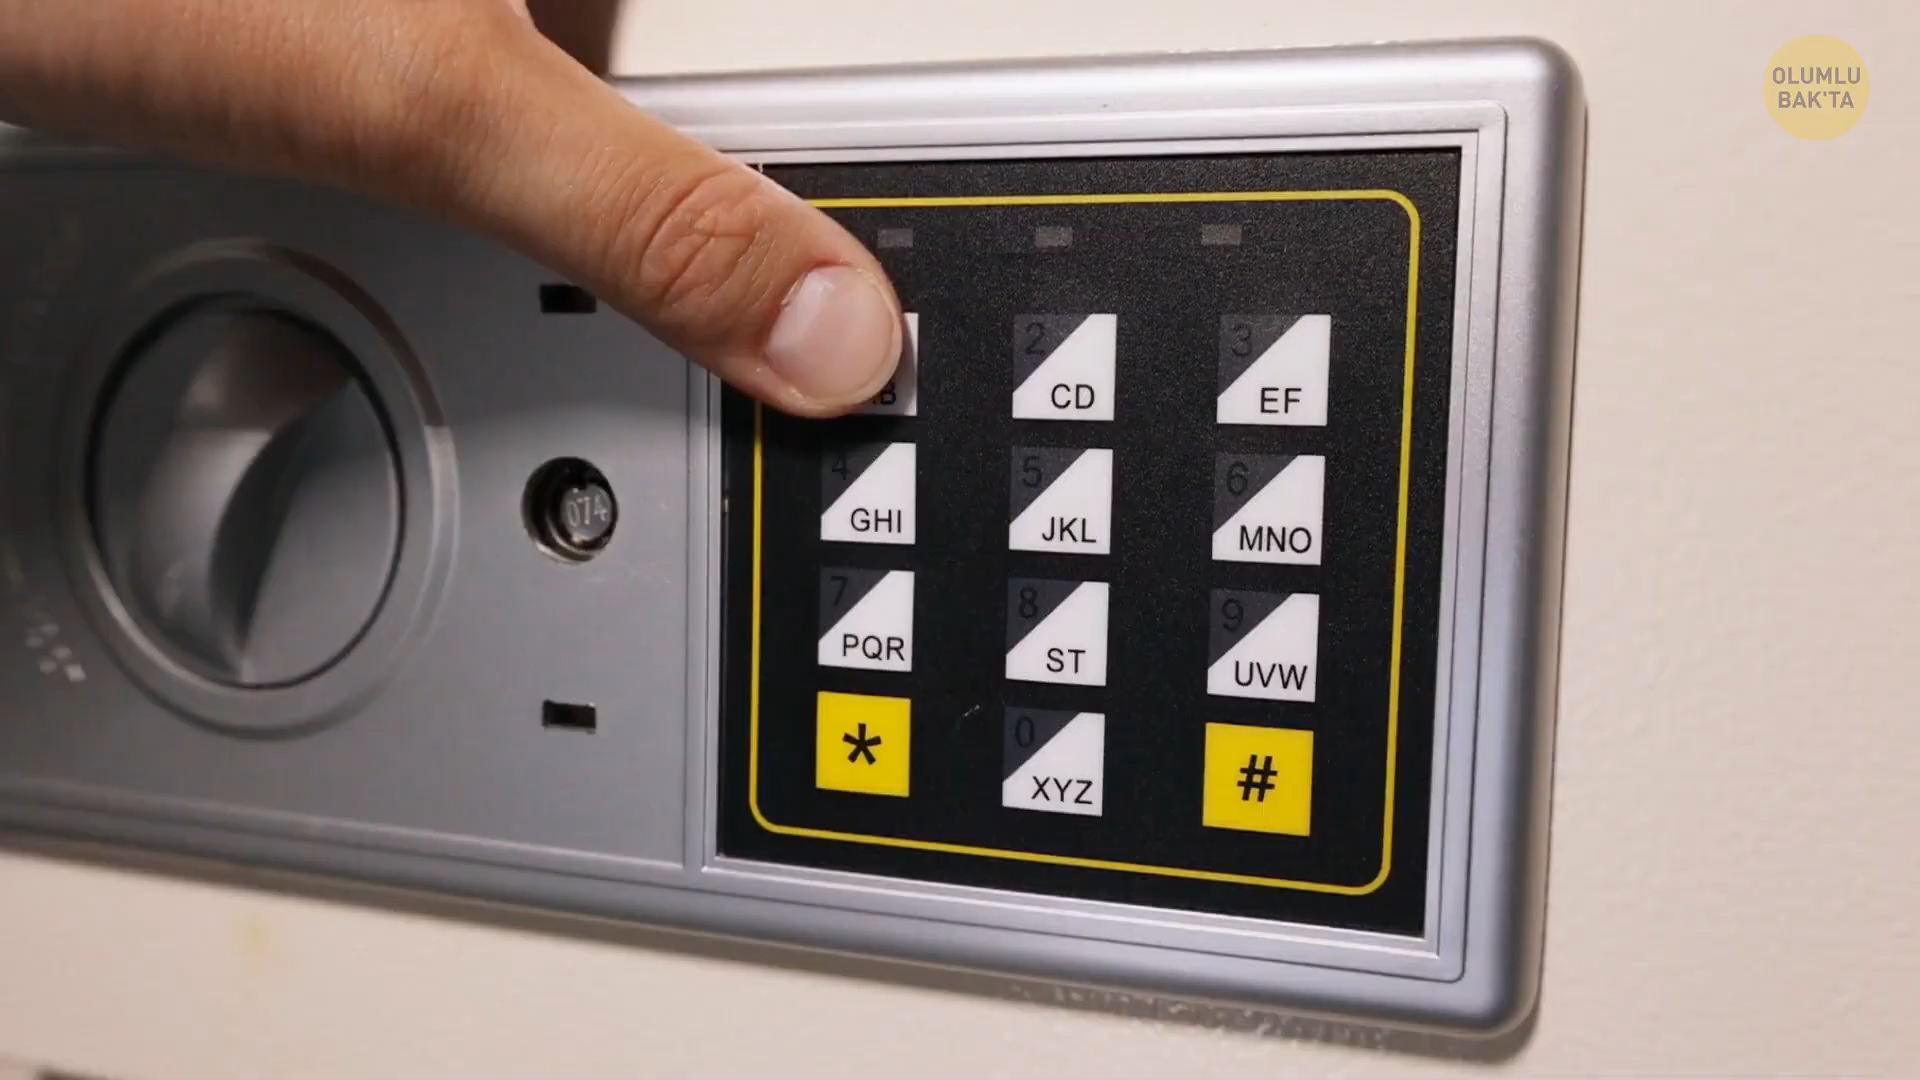 OLUMLU
BAK'TA
2 3
CD EF
4 5 6
GHI JKL MNO
074
7 8 9
PQR ST UVW
* 0 #
XYZ